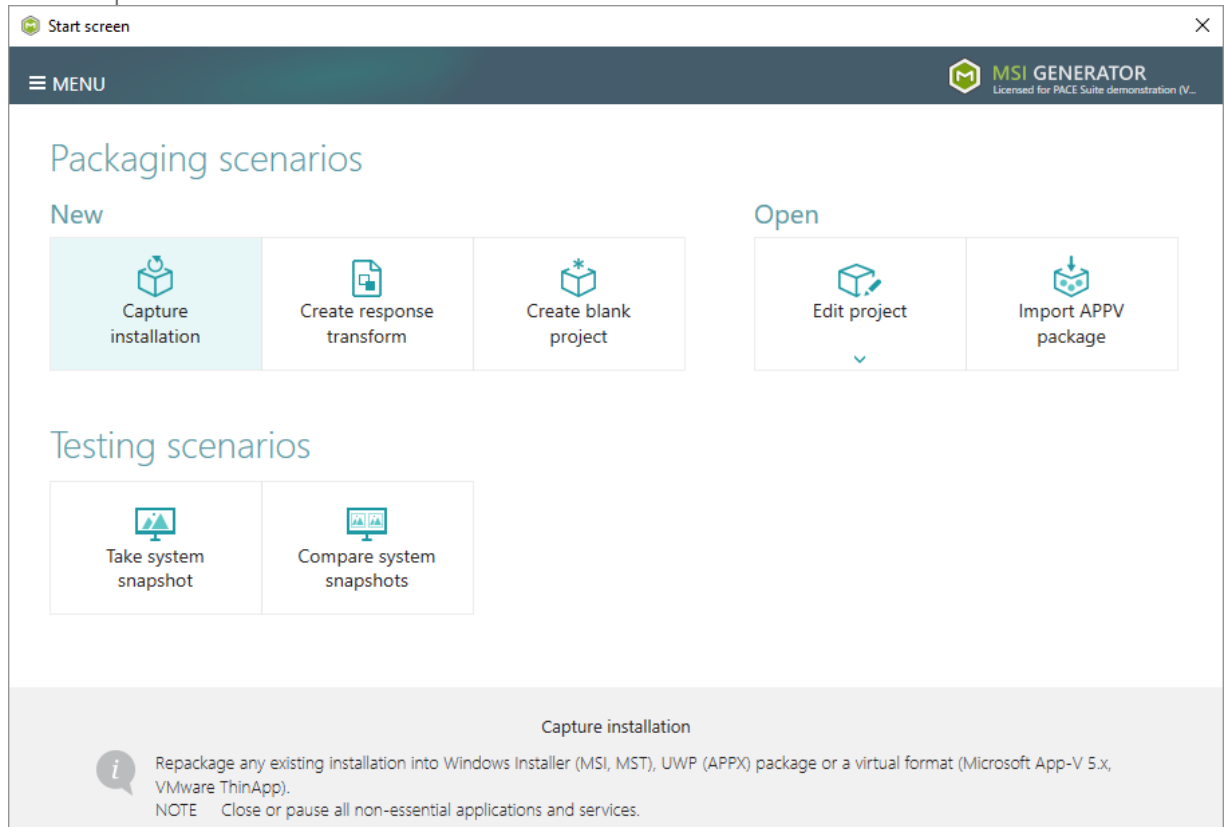 Start screen
MENU
MSI GENERATOR
Licensed for PACE Suite demonstration (V...
Packaging scenarios
New
Open
Capture
installation
Create response
transform
Create blank
project
Edit project
Import APPV
package
Testing scenarios
Take system
snapshot
Compare system
snapshots
Capture installation
Repackage any existing installation into Windows Installer (MSI, MST), UWP (APPX) package or a virtual format (Microsoft App-V 5.x,
VMware ThinApp).
NOTE Close or pause all non-essential applications and services.